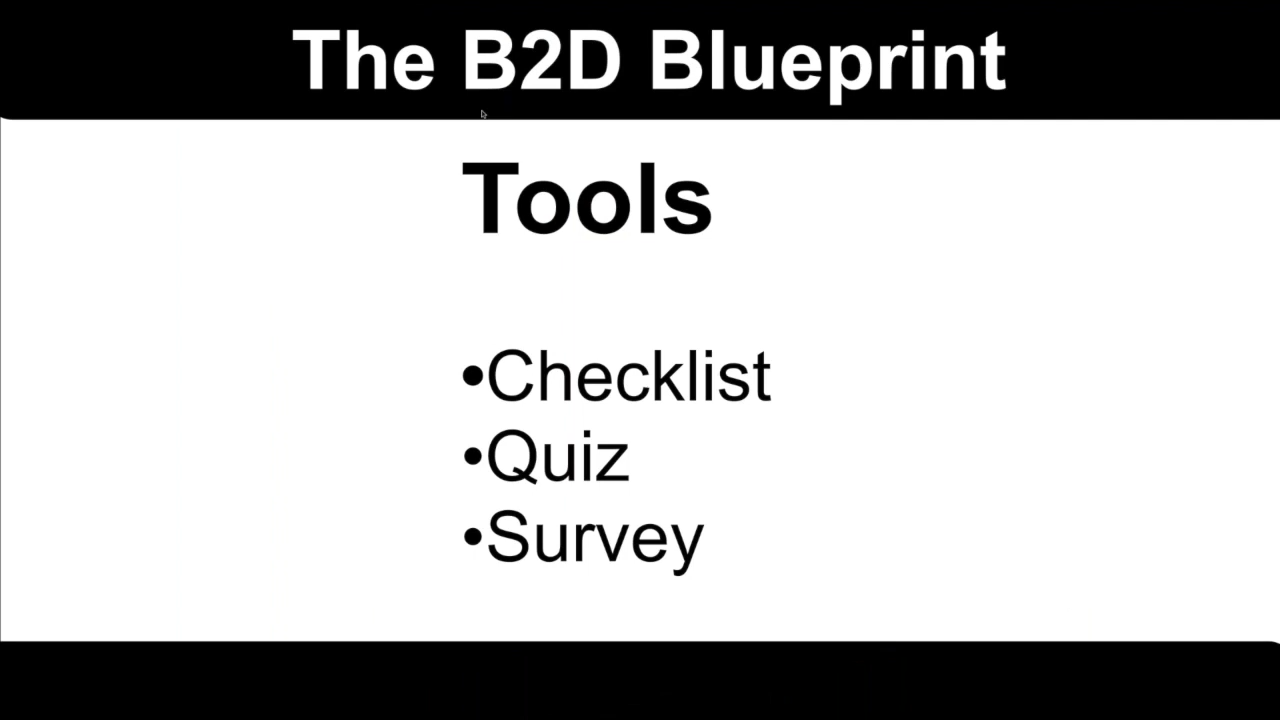 The B2D Blueprint
Tools
•Checklist
•Quiz
•Survey